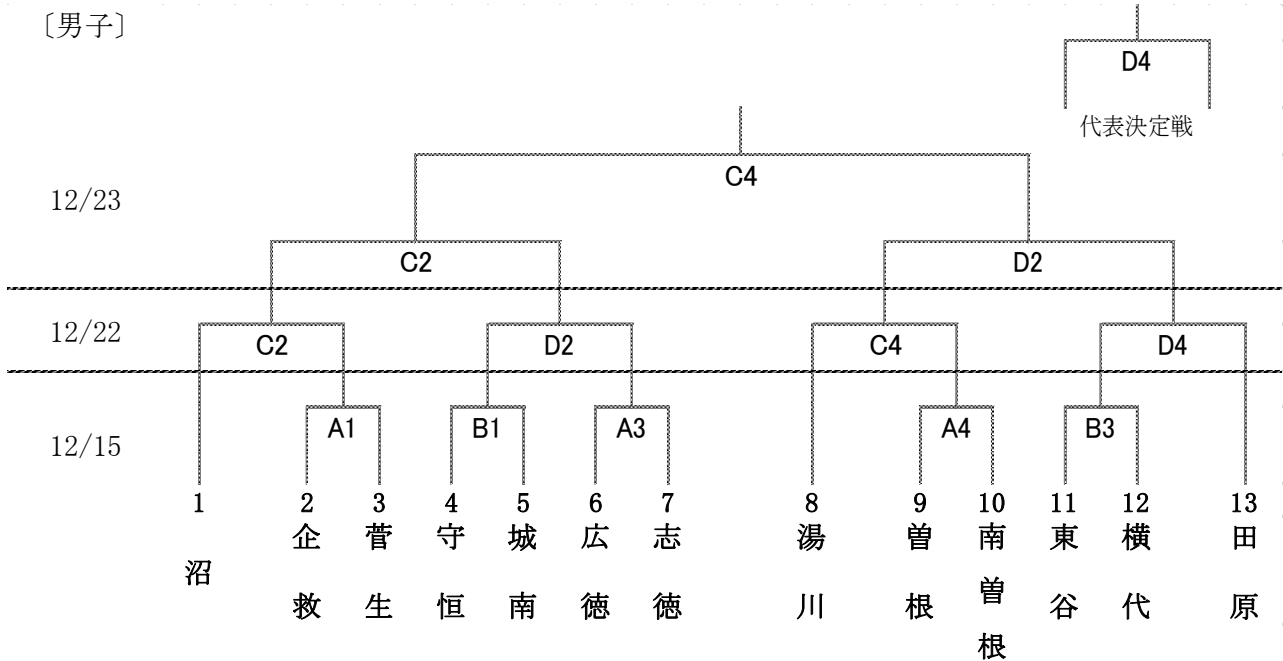 〔男子〕
D4
代表決定戦
C4
12/23
C2 D2
12/22
C2 D2 C4 D4
A1 B1 A3 A4 B3
12/15
1 2 3 4 5 6 7 8 9 10 11 12 13
沼
企救
菅生
守恒
城南
広徳
志徳
湯川
曽根
南曽根
東谷
横代
田原